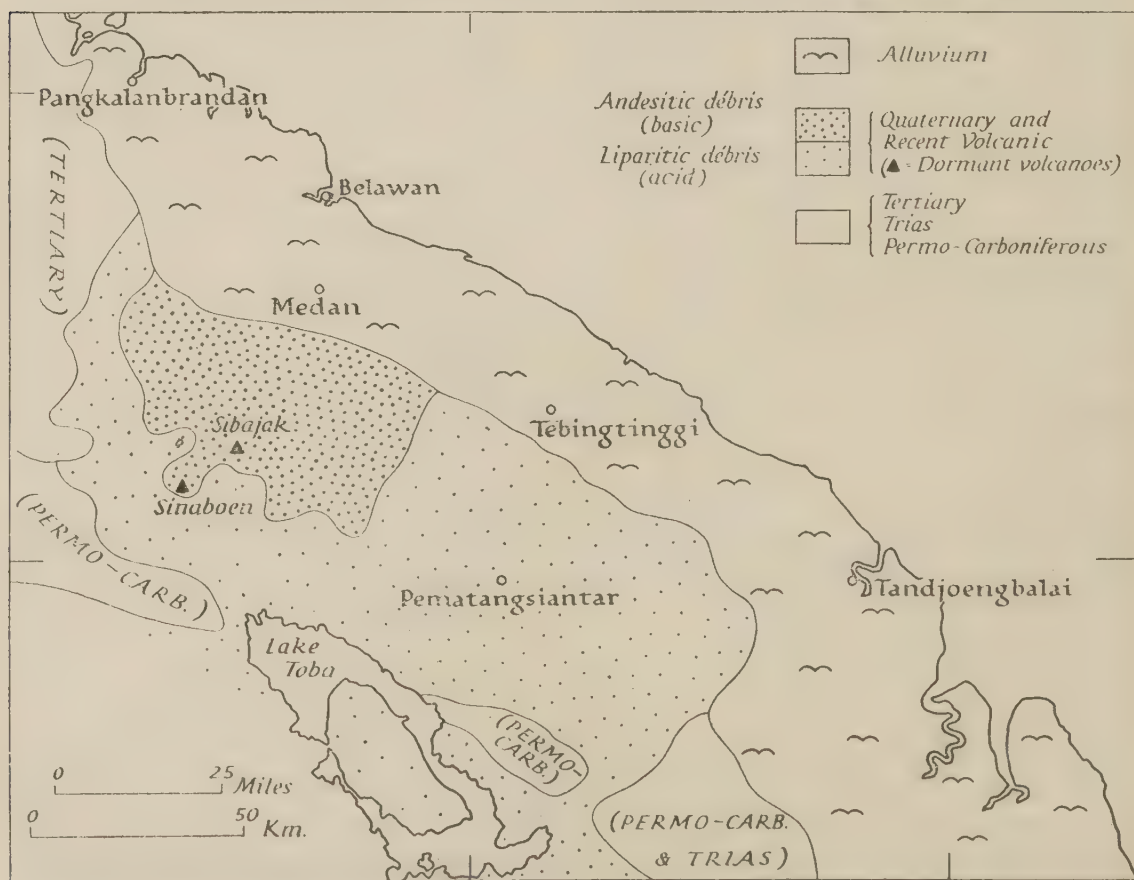 Alluvium
Pangkalanbrandan
Andesitic débris
(basic)
Liparitic débris
(acid)
Quaternary and
Recent Volcanic
(▲ = Dormant volcanoes)
Tertiary
Trias
Permo-Carboniferous
(TERTIARY)
Belawan
Medan
Tebingtinggi
Sibajak
Sinaboen
(PERMO-CARB.)
Pematangsiantar
Tandjoengbalai
Lake
Toba
(PERMO-
CARB.)
0 25 Miles
0 50 Km.
(PERMO-CARB.
& TRIAS)